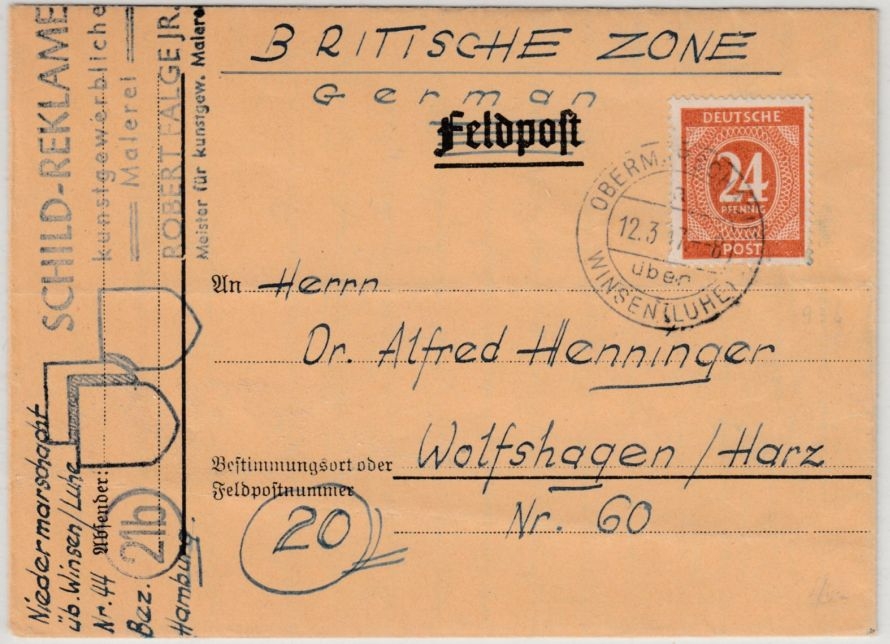 BRITISCHE ZONE
German
Feldpost
DEUTSCHE
24
PFENNIG
POST
OBERM
12.3
über
WINSEN (LUHE)
An Herrn
Dr. Alfred Henninger
Wolfshagen / Harz
Bestimmungsort oder
Feldpostnummer
Nr. 60
20
SCHILD-REKLAME
kunstgewerbliche
Malerei
ROBERT FALGE JR.
Meister für kunstgew. Malerei
Niedermarschacht
üb. Winsen/Luhe
Nr. 44 Absender:
Bez. 21b
Hamburg.